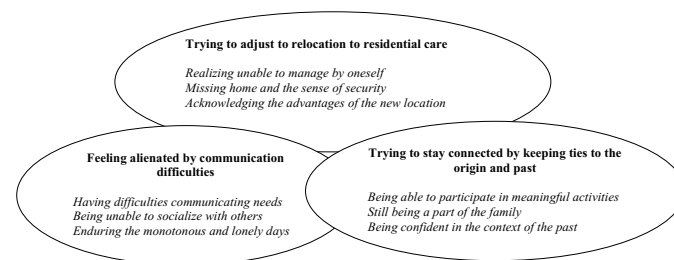 Trying to adjust to relocation to residential care
Realizing unable to manage by oneself
Missing home and the sense of security
Acknowledging the advantages of the new location
Feeling alienated by communication
difficulties
Having difficulties communicating needs
Being unable to socialize with others
Enduring the monotonous and lonely days
Trying to stay connected by keeping ties to the
origin and past
Being able to participate in meaningful activities
Still being a part of the family
Being confident in the context of the past